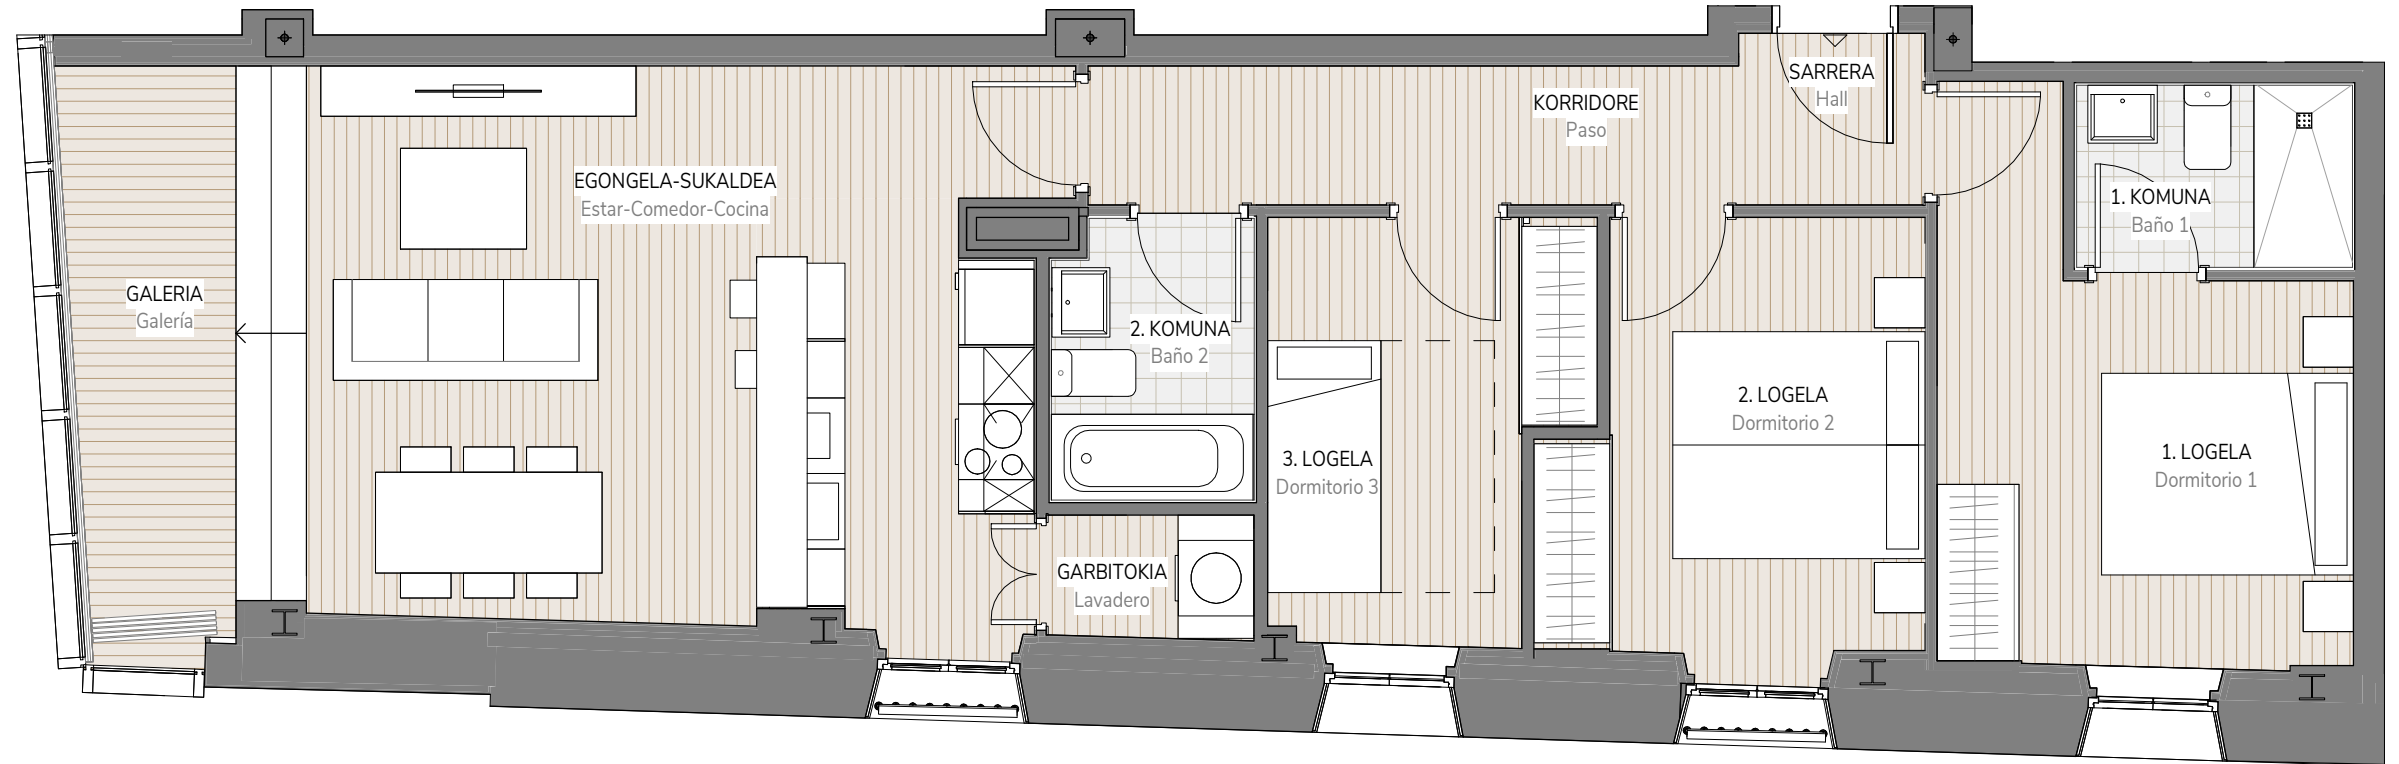 SARRERA
Hall
KORRIDORE
Paso
EGONGELA-SUKALDEA
Estar-Comedor-Cocina
1. KOMUNA
Baño 1
GALERIA
Galería
2. KOMUNA
Baño 2
2. LOGELA
Dormitorio 2
3. LOGELA
Dormitorio 3
1. LOGELA
Dormitorio 1
GARBITOKIA
Lavadero